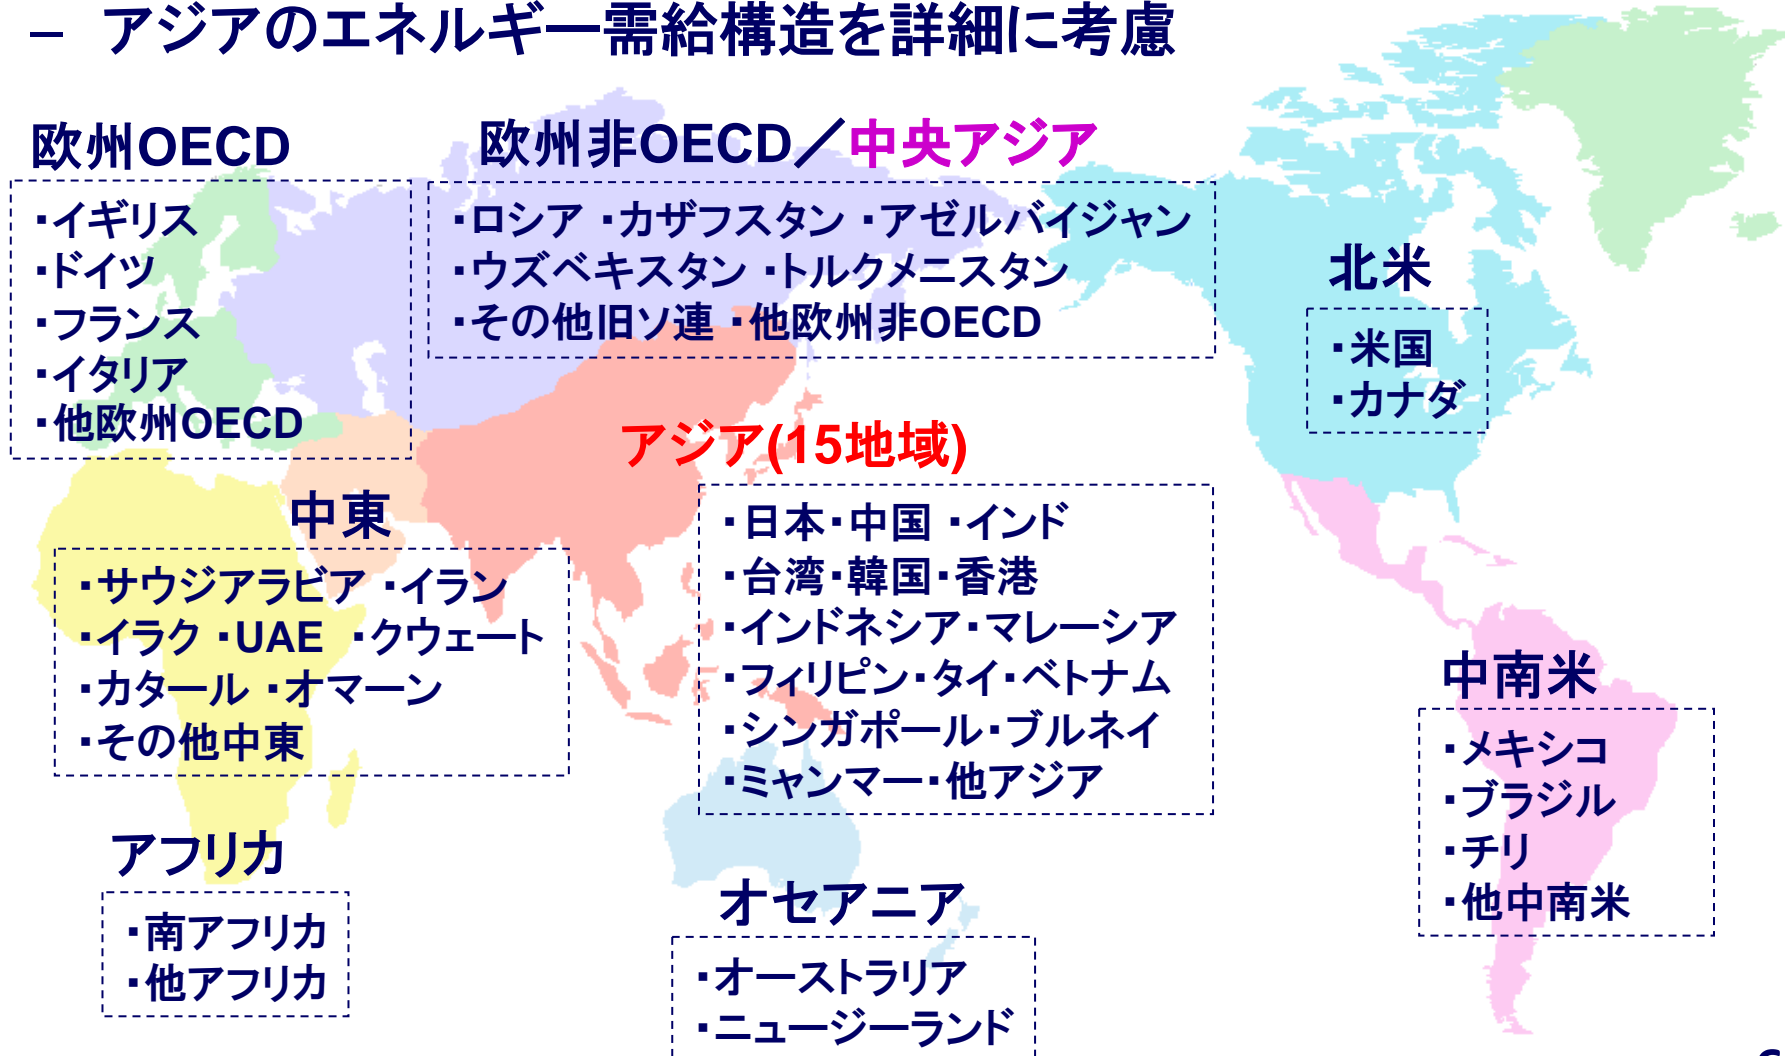 – アジアのエネルギー需給構造を詳細に考慮
欧州OECD
・イギリス
・ドイツ
・フランス
・イタリア
・他欧州OECD
欧州非OECD／中央アジア
・ロシア ・カザフスタン ・アゼルバイジャン
・ウズベキスタン ・トルクメニスタン
・その他旧ソ連 ・他欧州非OECD
北米
・米国
・カナダ
アジア(15地域)
・日本・中国 ・インド
・台湾・韓国・香港
・インドネシア・マレーシア
・フィリピン・タイ・ベトナム
・シンガポール・ブルネイ
・ミャンマー・他アジア
中東
・サウジアラビア ・イラン
・イラク ・UAE ・クウェート
・カタール ・オマーン
・その他中東
中南米
・メキシコ
・ブラジル
・チリ
・他中南米
アフリカ
・南アフリカ
・他アフリカ
オセアニア
・オーストラリア
・ニュージーランド